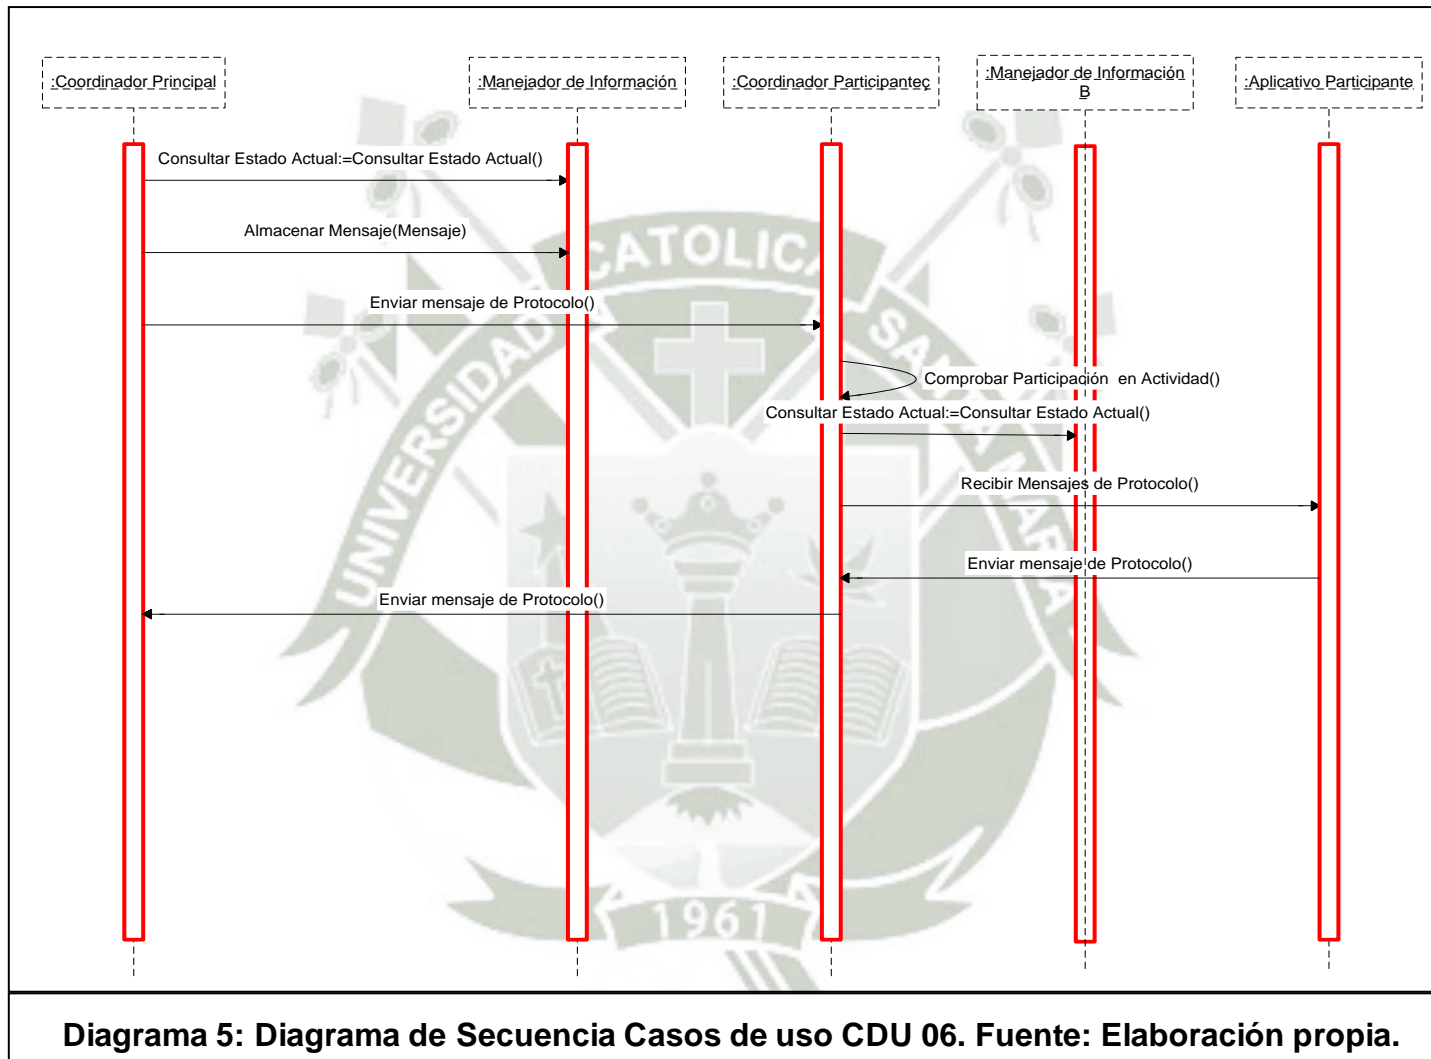 :Coordinador Principal
:Manejador de Información
:Coordinador Participanteç
:Manejador de Información
B
:Aplicativo Participante
Consultar Estado Actual:=Consultar Estado Actual()
Almacenar Mensaje(Mensaje)
Enviar mensaje de Protocolo()
Comprobar Participación en Actividad()
Consultar Estado Actual:=Consultar Estado Actual()
Recibir Mensajes de Protocolo()
Enviar mensaje de Protocolo()
Enviar mensaje de Protocolo()
UNIVERSIDAD CATOLICA SANTA MARIA
1961
Diagrama 5: Diagrama de Secuencia Casos de uso CDU 06. Fuente: Elaboración propia.